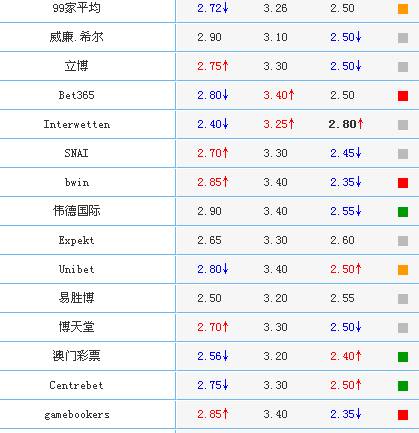 99家平均 2.72↓ 3.26 2.50
威廉.希尔 2.90 3.10 2.50↓
立博 2.75↑ 3.30 2.50↓
Bet365 2.80↓ 3.40↑ 2.50
Interwetten 2.40↓ 3.25↑ 2.80↑
SNAI 2.70↑ 3.30 2.45↓
bwin 2.85↑ 3.40 2.35↓
伟德国际 2.90 3.40 2.55↓
Expekt 2.65 3.30 2.60
Unibet 2.80↓ 3.40 2.50↑
易胜博 2.50 3.20 2.55
博天堂 2.70↑ 3.30 2.50↓
澳门彩票 2.56↓ 3.20 2.40↑
Centrebet 2.75↓ 3.30 2.50↑
gamebookers 2.85↑ 3.40 2.35↓